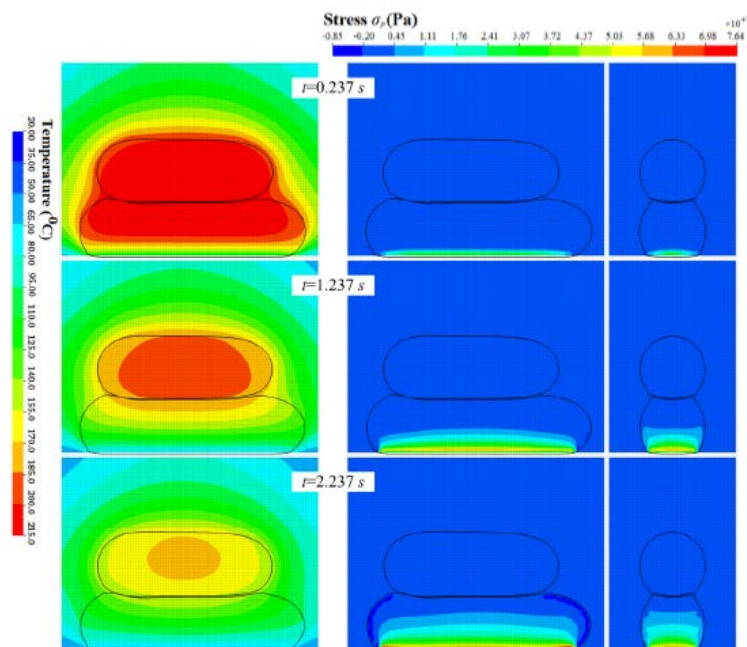 Stress σr(Pa)
-0.85 -0.20 0.45 1.11 1.76 2.41 3.07 3.72 4.37 5.03 5.68 6.33 6.98 7.64
t=0.237 s
Temperature (⁰C)
20.00 35.00 50.00 65.00 80.00 95.00 110.0 125.0 140.0 155.0 170.0 185.0 200.0 215.0
t=1.237 s
t=2.237 s